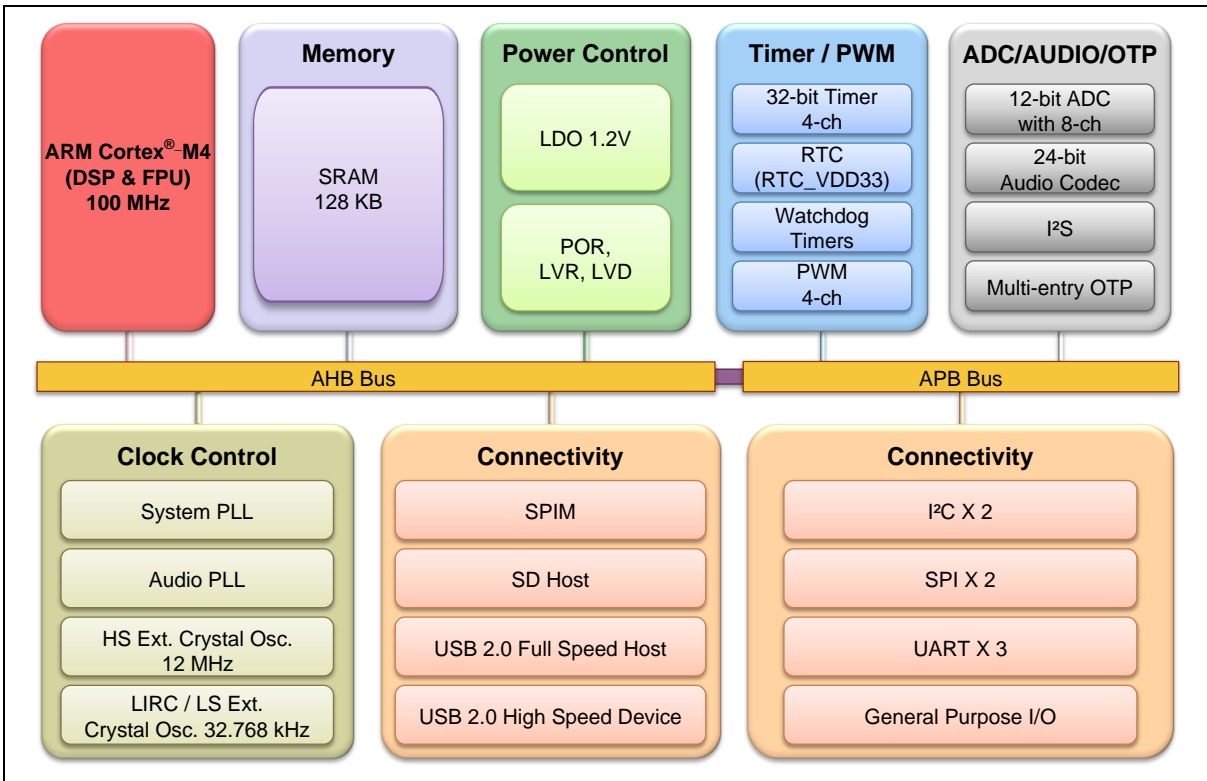 ARM Cortex®-M4
(DSP & FPU)
100 MHz
Memory
SRAM
128 KB
Power Control
LDO 1.2V
POR,
LVR, LVD
Timer / PWM
32-bit Timer
4-ch
RTC
(RTC_VDD33)
Watchdog
Timers
PWM
4-ch
ADC/AUDIO/OTP
12-bit ADC
with 8-ch
24-bit
Audio Codec
I²S
Multi-entry OTP
AHB Bus
APB Bus
Clock Control
System PLL
Audio PLL
HS Ext. Crystal Osc.
12 MHz
LIRC / LS Ext.
Crystal Osc. 32.768 kHz
Connectivity
SPIM
SD Host
USB 2.0 Full Speed Host
USB 2.0 High Speed Device
Connectivity
I²C X 2
SPI X 2
UART X 3
General Purpose I/O